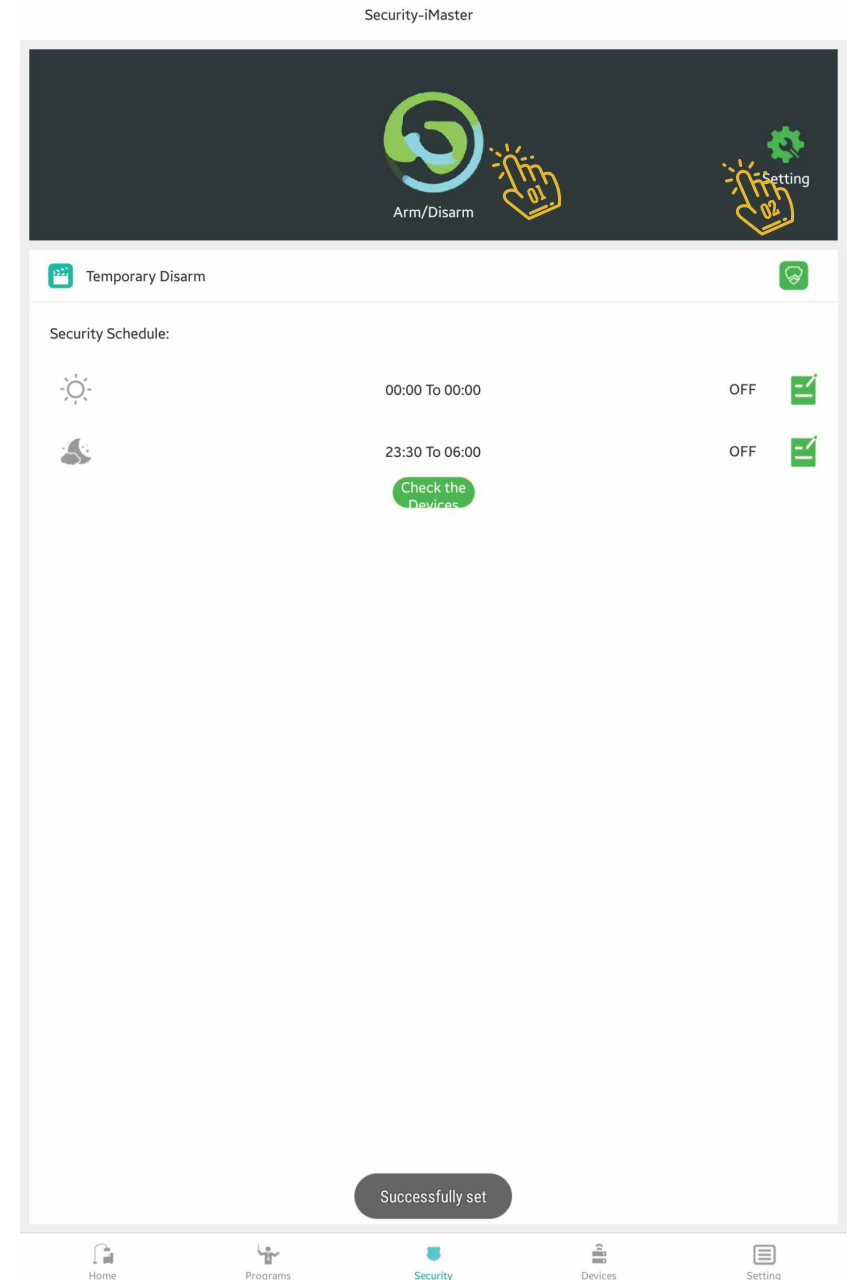 Security-iMaster
01
Setting
02
Arm/Disarm
Temporary Disarm
Security Schedule:
00:00 To 00:00 OFF
23:30 To 06:00 OFF
Check the
Devices
Successfully set
Home Programs Security Devices Setting